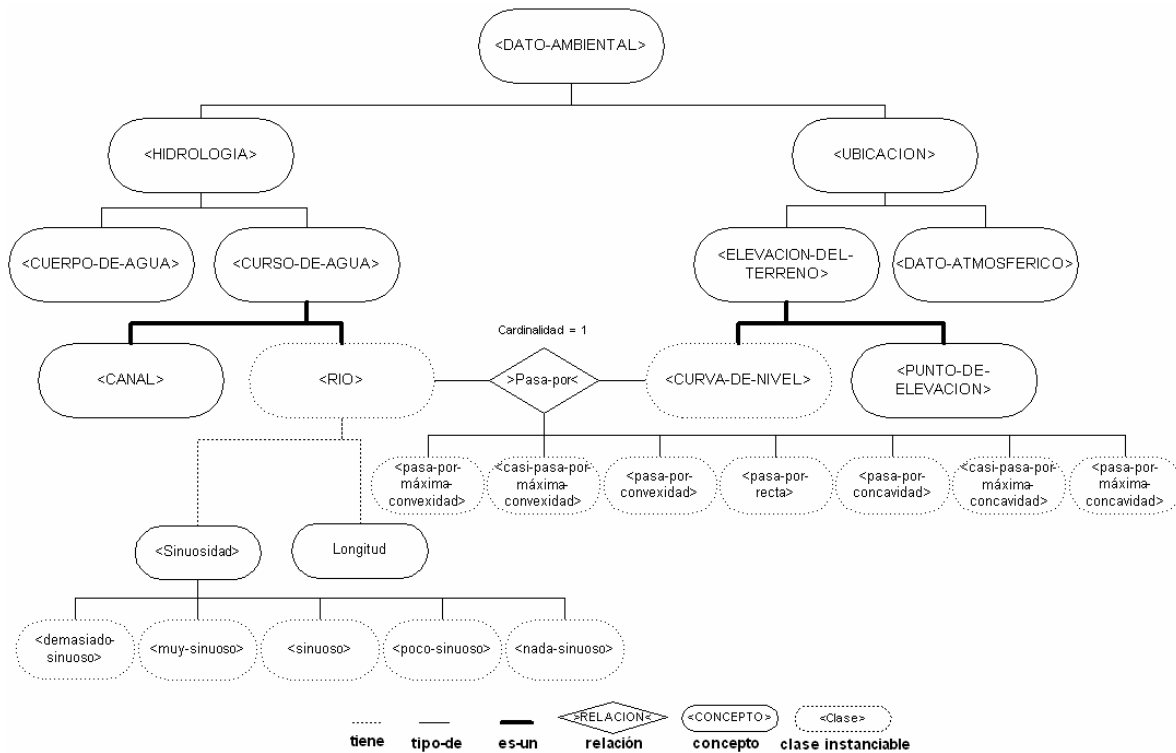 <DATO-AMBIENTAL>
<HIDROLOGIA>
<UBICACION>
<CUERPO-DE-AGUA>
<CURSO-DE-AGUA>
<ELEVACION-DEL-
TERRENO>
<DATO-ATMOSFERICO>
Cardinalidad = 1
<CANAL>
<RIO>
>Pasa-por<
<CURVA-DE-NIVEL>
<PUNTO-DE-
ELEVACION>
<pasa-por-
máxima-
convexidad>
<casi-pasa-por-
máxima-
convexidad>
<pasa-por-
convexidad>
<pasa-por-
recta>
<pasa-por-
concavidad>
<casi-pasa-por-
máxima-
concavidad>
<pasa-por-
máxima-
concavidad>
<Sinuosidad>
Longitud
<demasiado-
sinuoso>
<muy-sinuoso>
<sinuoso>
<poco-sinuoso>
<nada-sinuoso>
>RELACION<
<CONCEPTO>
<Clase>
tiene
tipo-de
es-un
relación
concepto
clase instanciable